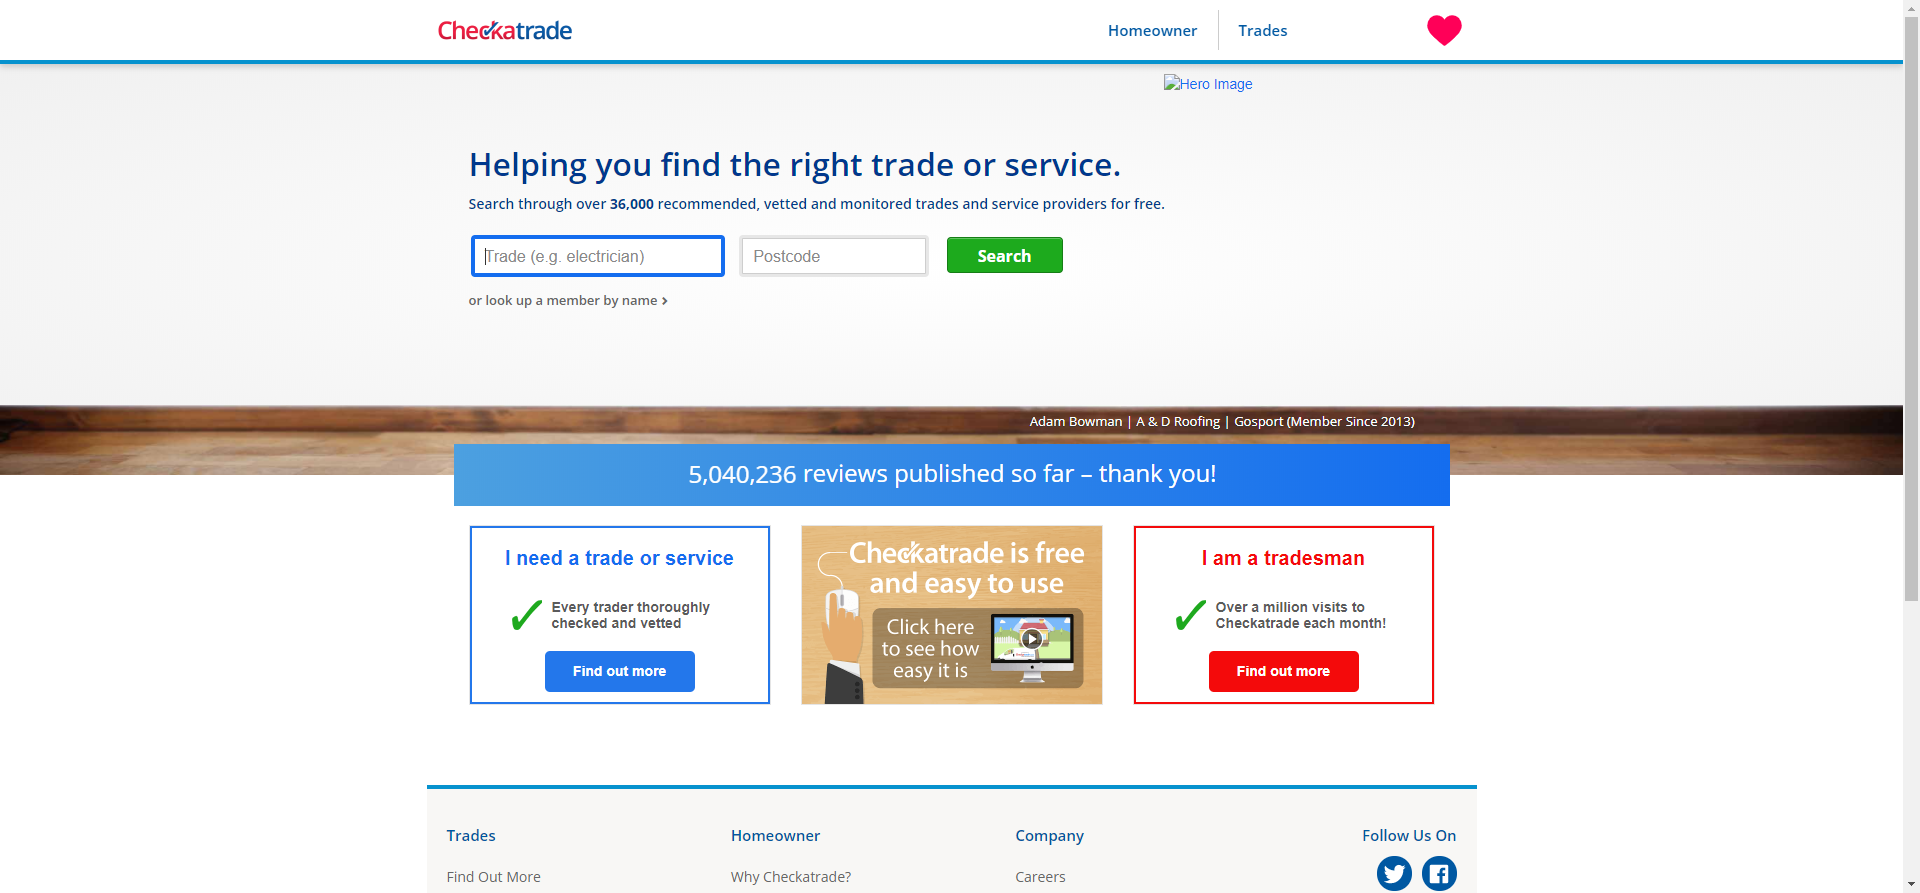 Checkatrade
Homeowner
Trades
Hero Image
Helping you find the right trade or service.
Search through over 36,000 recommended, vetted and monitored trades and service providers for free.
Trade (e.g. electrician)
Postcode
Search
or look up a member by name
Adam Bowman | A & D Roofing | Gosport (Member Since 2013)
5,040,236 reviews published so far – thank you!
I need a trade or service
Every trader thoroughly
checked and vetted
Find out more
Checkatrade is free
and easy to use
Click here
to see how
easy it is
I am a tradesman
Over a million visits to
Checkatrade each month!
Find out more
Trades
Homeowner
Company
Follow Us On
Find Out More
Why Checkatrade?
Careers